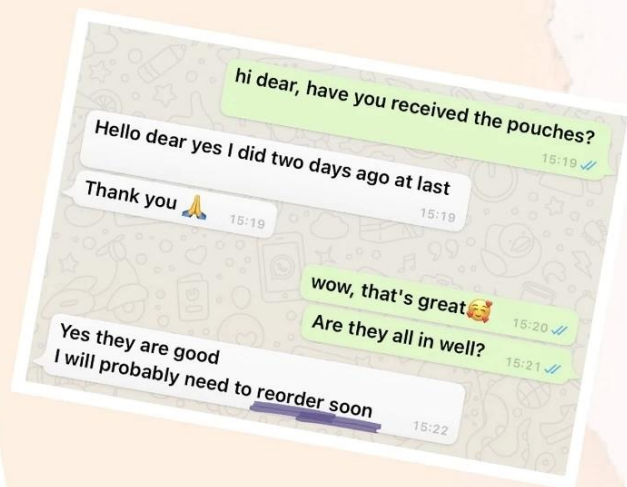 hi dear, have you received the pouches?
15:19
Hello dear yes I did two days ago at last
15:19
Thank you 🙏
15:19
wow, that's great🥰
15:20
Are they all in well?
15:21
Yes they are good
I will probably need to reorder soon
15:22